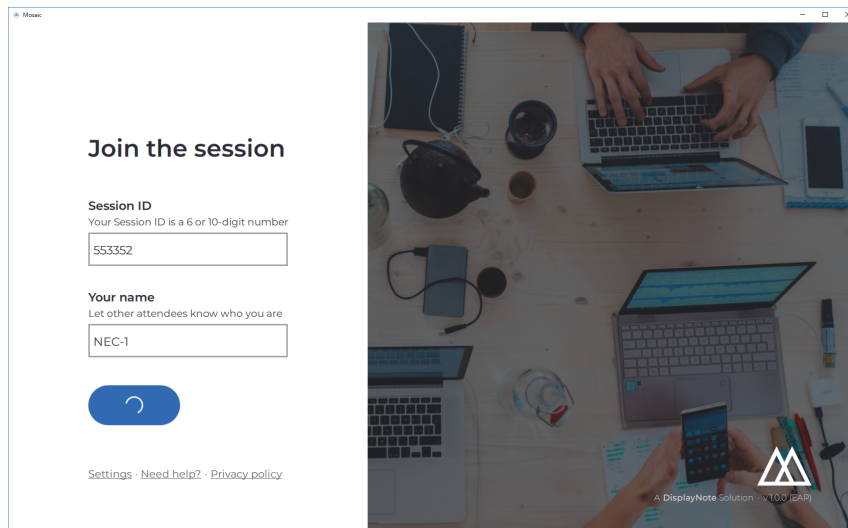 Mosaic
Join the session
Session ID
Your Session ID is a 6 or 10-digit number
553352
Your name
Let other attendees know who you are
NEC-1
Settings · Need help? · Privacy policy
A DisplayNote Solution · v1.0.0 (EAP)